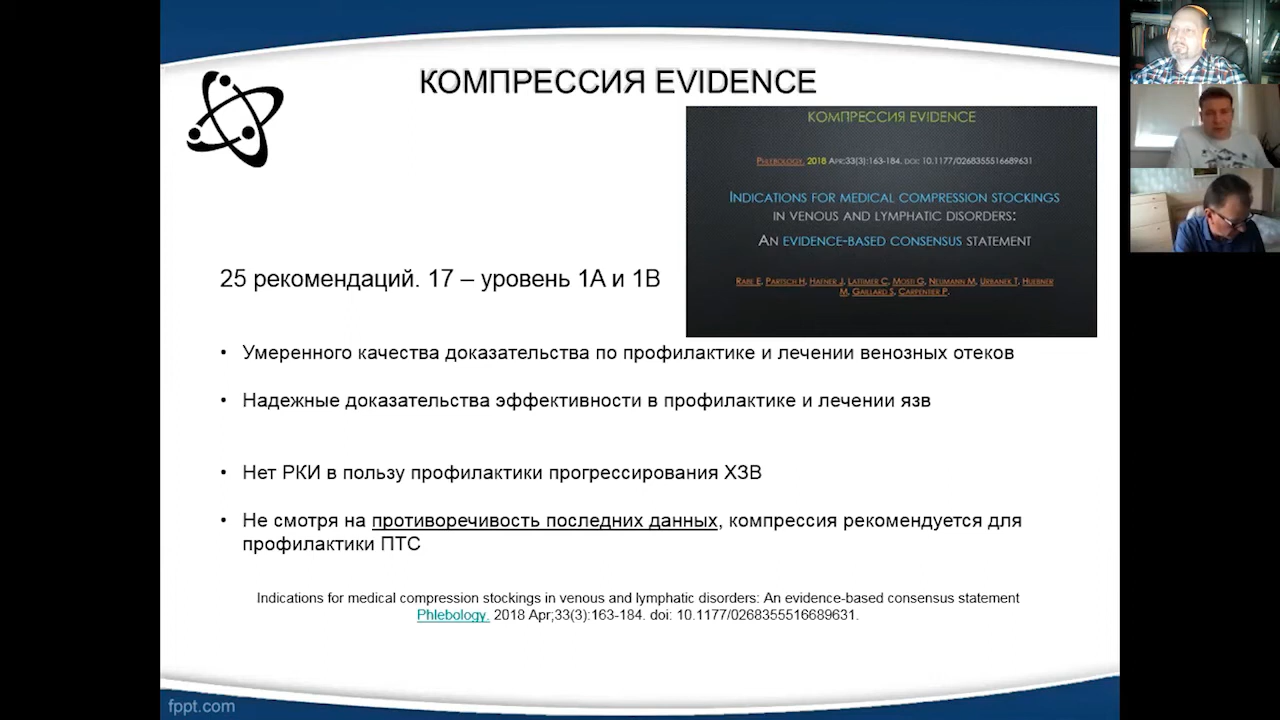 КОМПРЕССИЯ EVIDENCE
КОМПРЕССИЯ EVIDENCE
Phlebology. 2018 Apr;33(3):163-184. doi: 10.1177/0268355516689631
Indications for medical compression stockings
in venous and lymphatic disorders:
An evidence-based consensus statement
Rabe E, Partsch H, Hafner J, Lattimer C, Mosti G, Neumann M, Urbanek T, Huebner
M, Gaillard S, Carpentier P.
25 рекомендаций. 17 – уровень 1А и 1В
• Умеренного качества доказательства по профилактике и лечении венозных отеков
• Надежные доказательства эффективности в профилактике и лечении язв
• Нет РКИ в пользу профилактики прогрессирования ХЗВ
• Не смотря на противоречивость последних данных, компрессия рекомендуется для
профилактики ПТС
Indications for medical compression stockings in venous and lymphatic disorders: An evidence-based consensus statement
Phlebology. 2018 Apr;33(3):163-184. doi: 10.1177/0268355516689631.
fppt.com